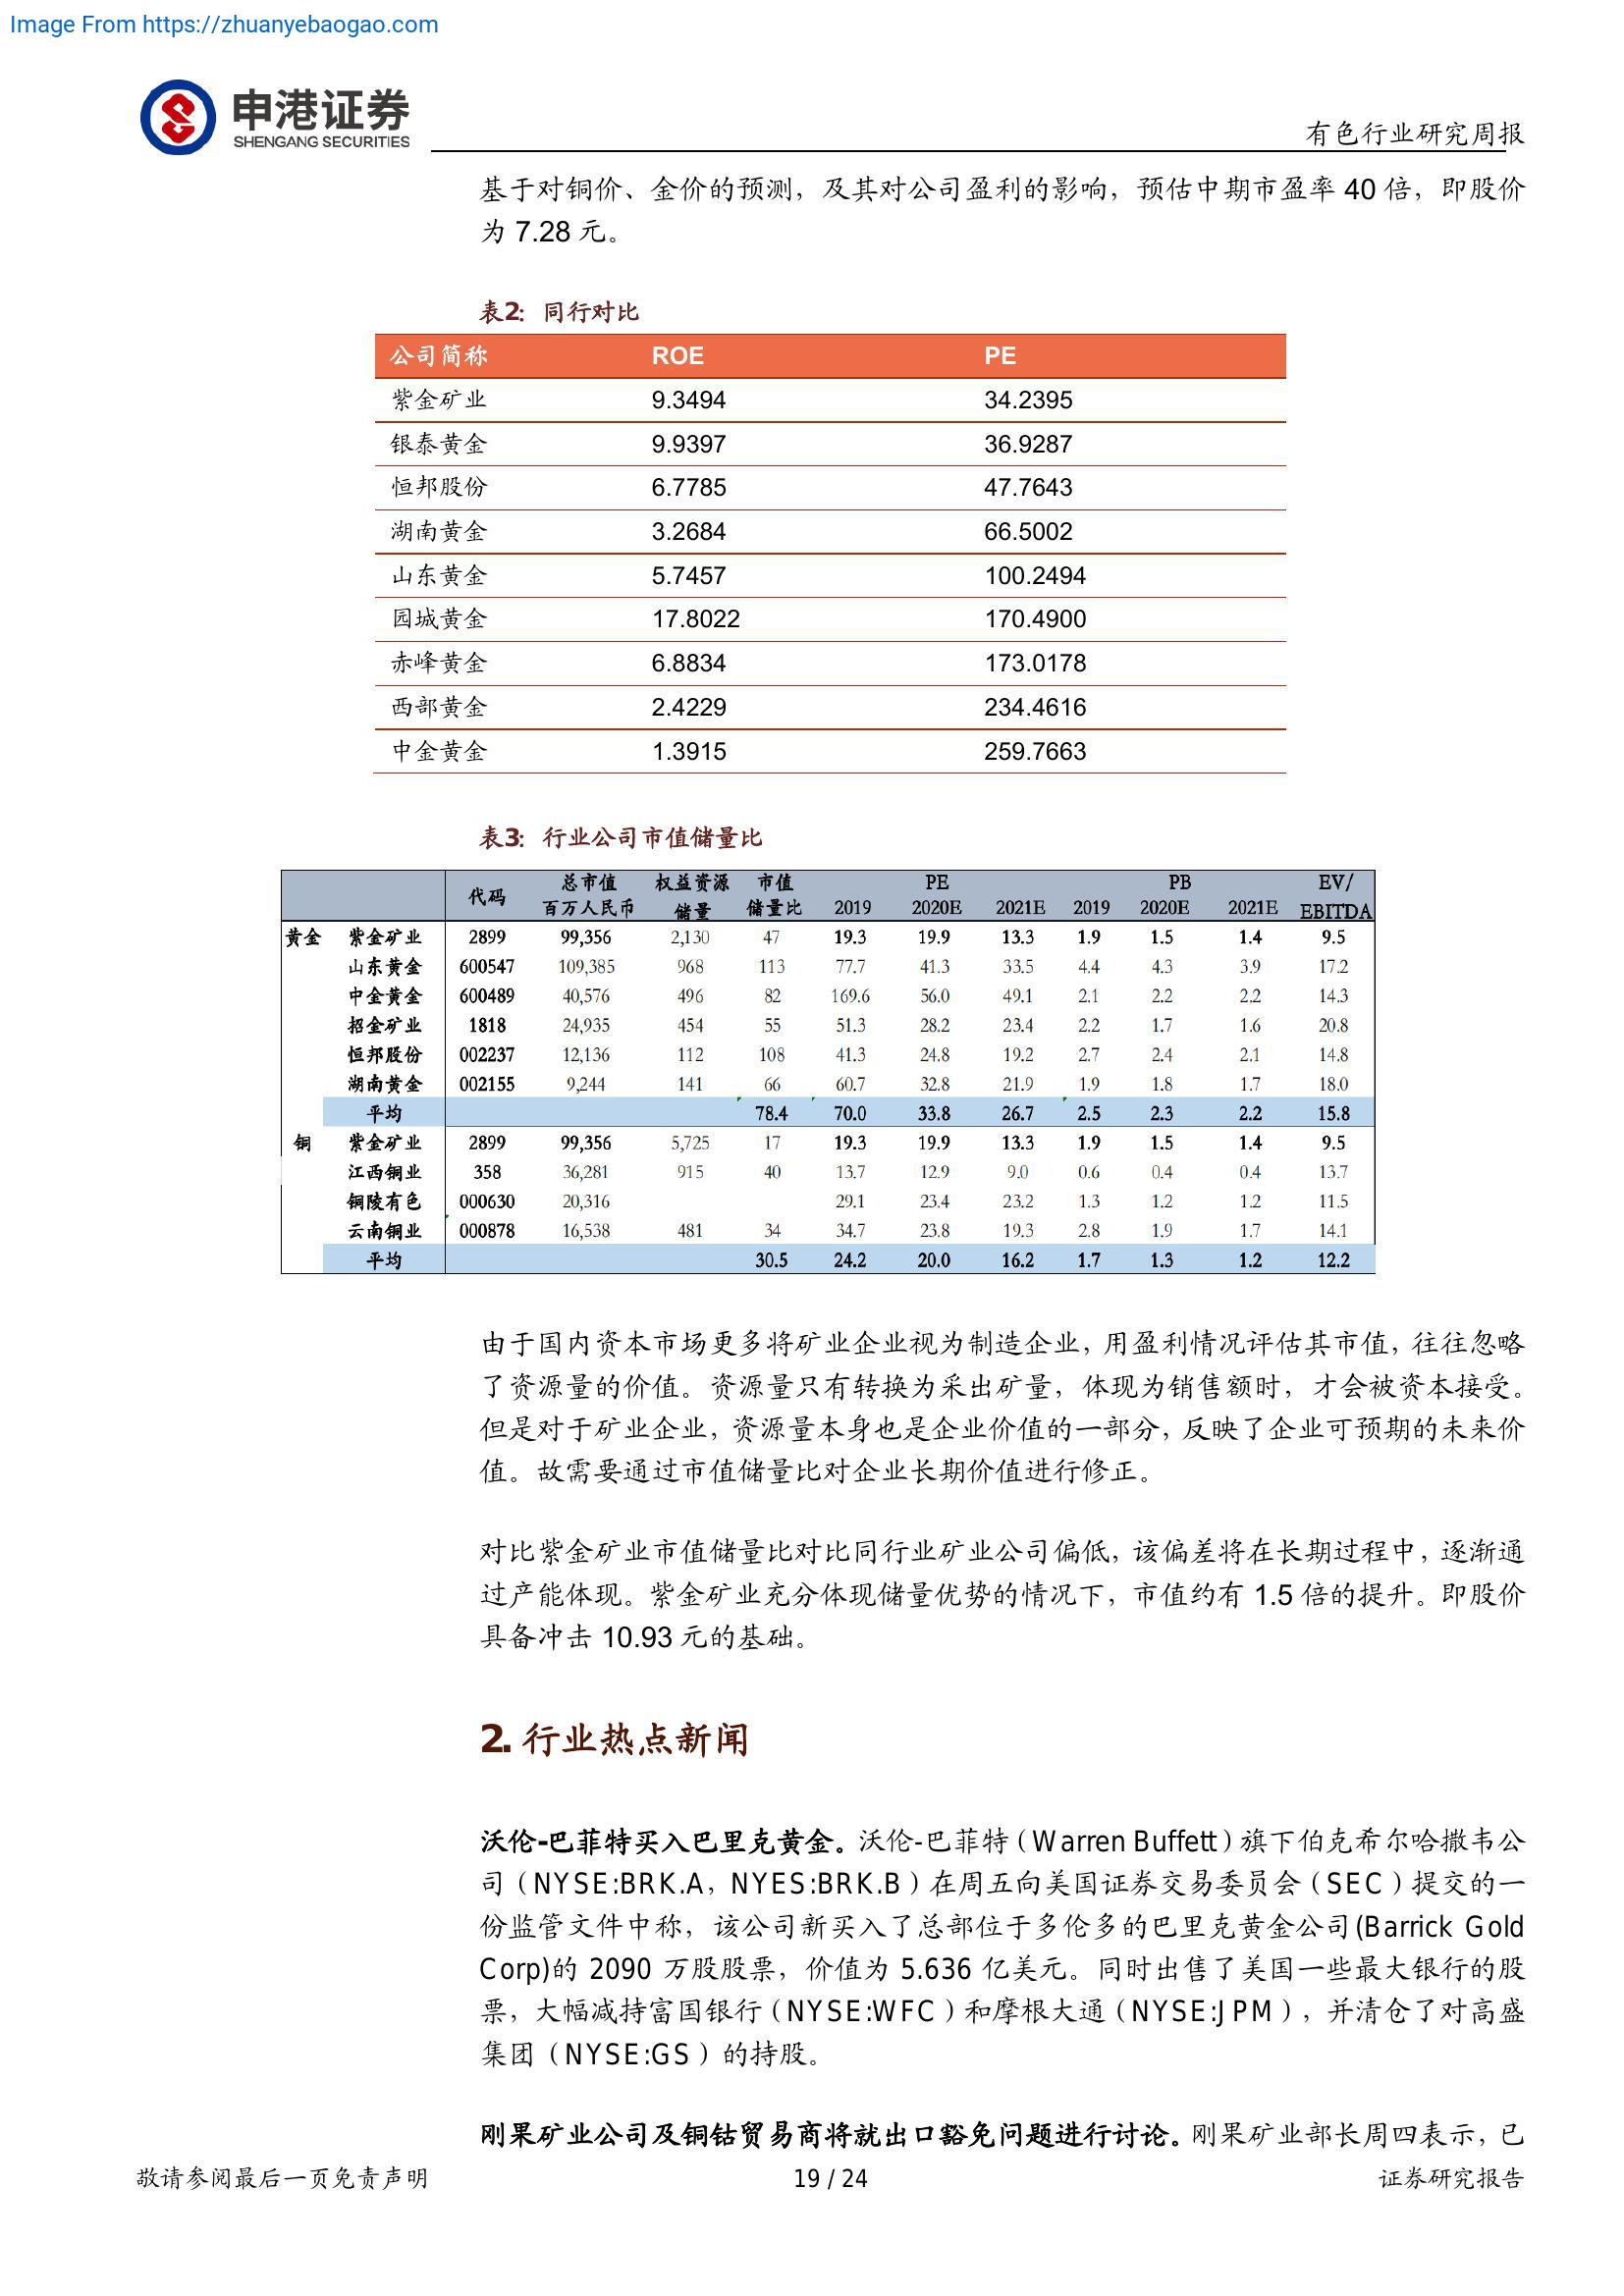 Image From https://zhuanyebaogao.com
申港证券
SHENGANG SECURITIES
有色行业研究周报
基于对铜价、金价的预测，及其对公司盈利的影响，预估中期市盈率 40 倍，即股价
为 7.28 元。
表2: 同行对比
公司简称 ROE PE
紫金矿业 9.3494 34.2395
银泰黄金 9.9397 36.9287
恒邦股份 6.7785 47.7643
湖南黄金 3.2684 66.5002
山东黄金 5.7457 100.2494
园城黄金 17.8022 170.4900
赤峰黄金 6.8834 173.0178
西部黄金 2.4229 234.4616
中金黄金 1.3915 259.7663
表3: 行业公司市值储量比
代码 总市值 权益资源 市值 PE PB EV/
百万人民币 储量 储量比 2019 2020E 2021E 2019 2020E 2021E EBITDA
黄金 紫金矿业 2899 99,356 2,130 47 19.3 19.9 13.3 1.9 1.5 1.4 9.5
山东黄金 600547 109,385 968 113 77.7 41.3 33.5 4.4 4.3 3.9 17.2
中金黄金 600489 40,576 496 82 169.6 56.0 49.1 2.1 2.2 2.2 14.3
招金矿业 1818 24,935 454 55 51.3 28.2 23.4 2.2 1.7 1.6 20.8
恒邦股份 002237 12,136 112 108 41.3 24.8 19.2 2.7 2.4 2.1 14.8
湖南黄金 002155 9,244 141 66 60.7 32.8 21.9 1.9 1.8 1.7 18.0
平均 78.4 70.0 33.8 26.7 2.5 2.3 2.2 15.8
铜 紫金矿业 2899 99,356 5,725 17 19.3 19.9 13.3 1.9 1.5 1.4 9.5
江西铜业 358 36,281 915 40 13.7 12.9 9.0 0.6 0.4 0.4 13.7
铜陵有色 000630 20,316 29.1 23.4 23.2 1.3 1.2 1.2 11.5
云南铜业 000878 16,538 481 34 34.7 23.8 19.3 2.8 1.9 1.7 14.1
平均 30.5 24.2 20.0 16.2 1.7 1.3 1.2 12.2
由于国内资本市场更多将矿业企业视为制造企业，用盈利情况评估其市值，往往忽略
了资源量的价值。资源量只有转换为采出矿量，体现为销售额时，才会被资本接受。
但是对于矿业企业，资源量本身也是企业价值的一部分，反映了企业可预期的未来价
值。故需要通过市值储量比对企业长期价值进行修正。
对比紫金矿业市值储量比对比同行业矿业公司偏低，该偏差将在长期过程中，逐渐通
过产能体现。紫金矿业充分体现储量优势的情况下，市值约有 1.5 倍的提升。即股价
具备冲击 10.93 元的基础。
2. 行业热点新闻
沃伦-巴菲特买入巴里克黄金。沃伦-巴菲特（Warren Buffett）旗下伯克希尔哈撒韦公
司（NYSE:BRK.A，NYES:BRK.B）在周五向美国证券交易委员会（SEC）提交的一
份监管文件中称，该公司新买入了总部位于多伦多的巴里克黄金公司(Barrick Gold
Corp)的 2090 万股股票，价值为 5.636 亿美元。同时出售了美国一些最大银行的股
票，大幅减持富国银行（NYSE:WFC）和摩根大通（NYSE:JPM），并清仓了对高盛
集团（NYSE:GS）的持股。
刚果矿业公司及铜钴贸易商将就出口豁免问题进行讨论。刚果矿业部长周四表示，已
敬请参阅最后一页免责声明 19 / 24 证券研究报告